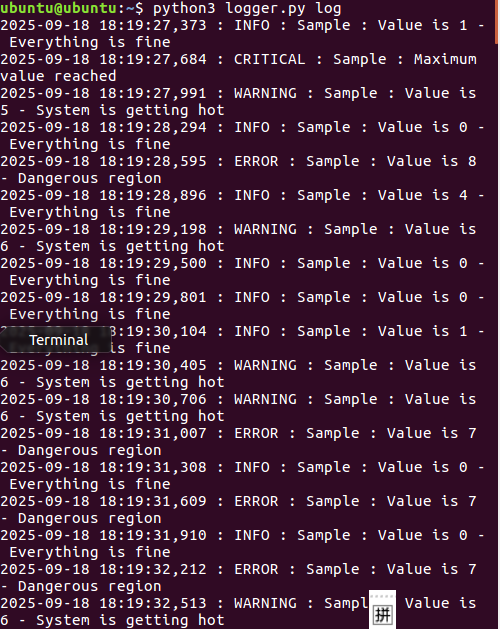 ubuntu@ubuntu:~$ python3 logger.py log
2025-09-18 18:19:27,373 : INFO : Sample : Value is 1 -
 Everything is fine
2025-09-18 18:19:27,684 : CRITICAL : Sample : Maximum
value reached
2025-09-18 18:19:27,991 : WARNING : Sample : Value is
5 - System is getting hot
2025-09-18 18:19:28,294 : INFO : Sample : Value is 0 -
 Everything is fine
2025-09-18 18:19:28,595 : ERROR : Sample : Value is 8
- Dangerous region
2025-09-18 18:19:28,896 : INFO : Sample : Value is 4 -
 Everything is fine
2025-09-18 18:19:29,198 : WARNING : Sample : Value is
6 - System is getting hot
2025-09-18 18:19:29,500 : INFO : Sample : Value is 0 -
 Everything is fine
2025-09-18 18:19:29,801 : INFO : Sample : Value is 0 -
 Everything is fine
18:19:30,104 : INFO : Sample : Value is 1 -
Terminal
is fine
2025-09-18 18:19:30,405 : WARNING : Sample : Value is
6 - System is getting hot
2025-09-18 18:19:30,706 : WARNING : Sample : Value is
6 - System is getting hot
2025-09-18 18:19:31,007 : ERROR : Sample : Value is 7
- Dangerous region
2025-09-18 18:19:31,308 : INFO : Sample : Value is 0 -
 Everything is fine
2025-09-18 18:19:31,609 : ERROR : Sample : Value is 7
- Dangerous region
2025-09-18 18:19:31,910 : INFO : Sample : Value is 0 -
 Everything is fine
2025-09-18 18:19:32,212 : ERROR : Sample : Value is 7
- Dangerous region
2025-09-18 18:19:32,513 : WARNING : Sampl Value is
拼
6 - System is getting hot